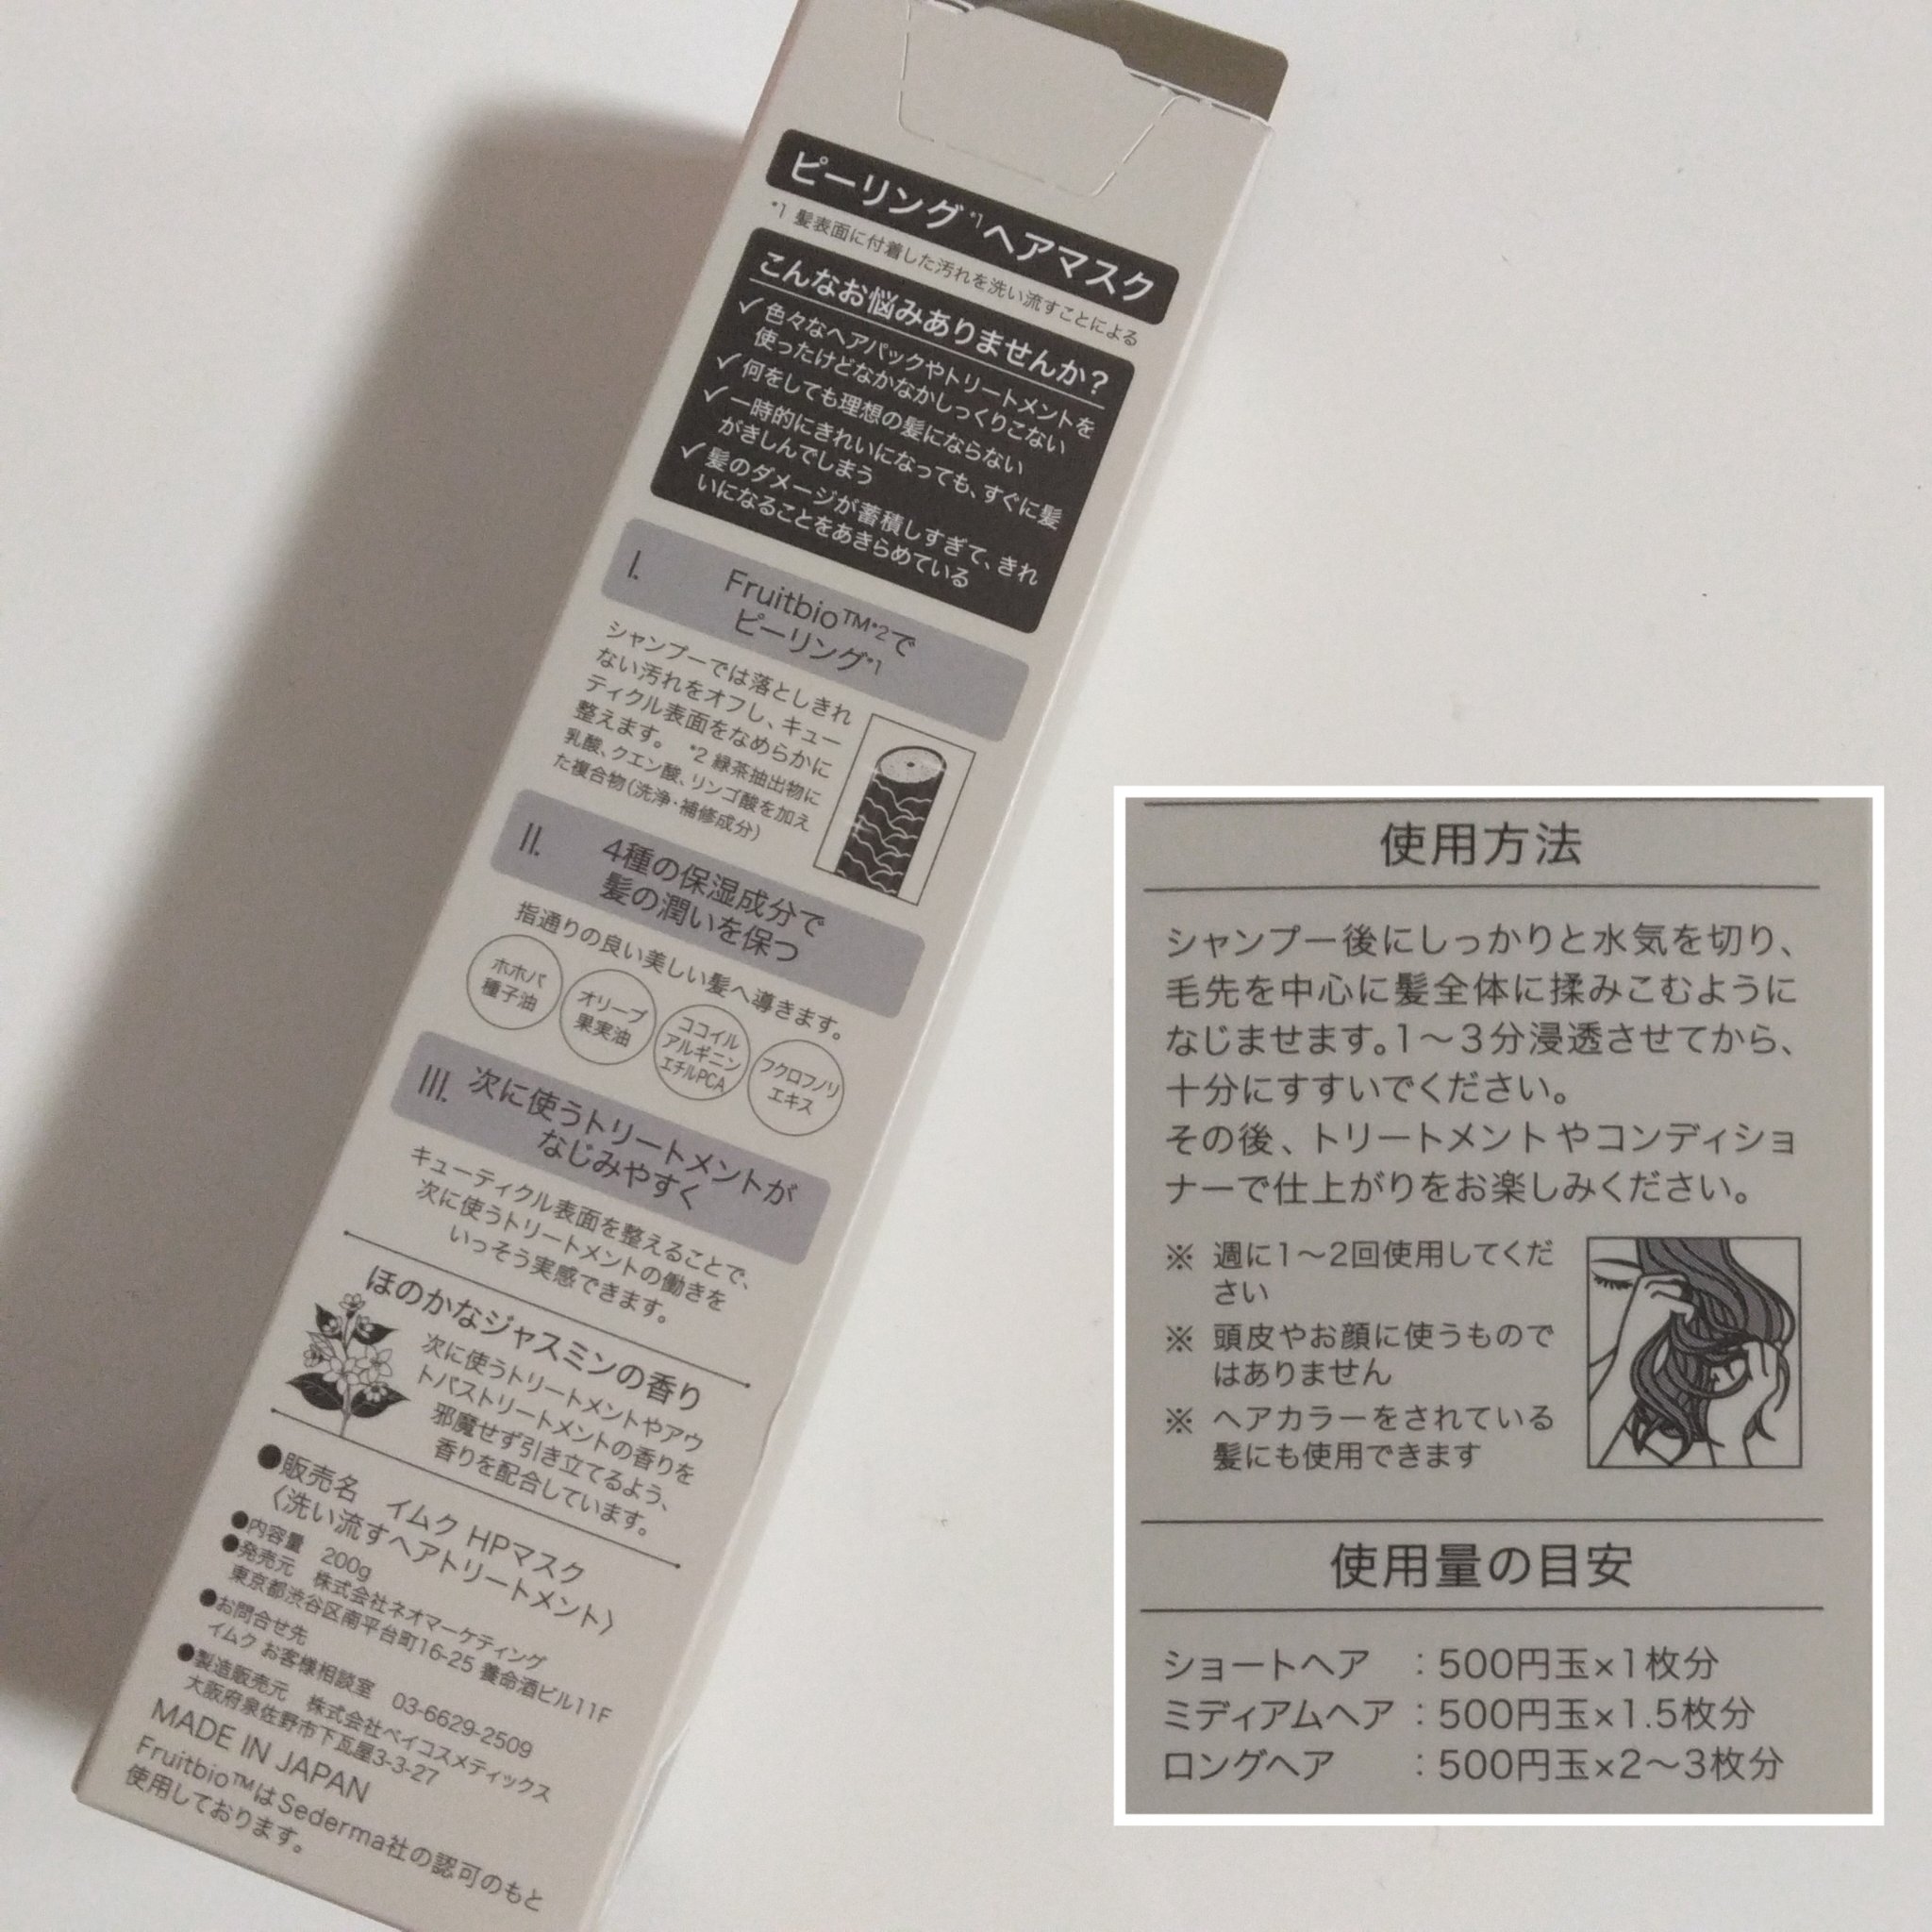 ピーリング*1ヘアマスク
*1 髪表面に付着した汚れを洗い流すことによる
こんなお悩みありませんか?
✓ 色々なヘアパックやトリートメントを
使ったけどなかなかしっくりこない
✓ 何をしても理想の髪にならない
✓ 一時的にきれいになっても、すぐに髪
がきしんでしまう
✓ 髪のダメージが蓄積しすぎて、きれ
いになることをあきらめている
I. Fruitbio™*2で
ピーリング*1
シャンプーでは落としきれ
ない汚れをオフし、キュー
ティクル表面をなめらかに
整えます。 *2 緑茶抽出物に
乳酸、クエン酸、リンゴ酸を加え
た複合物(洗浄・補修成分)
II. 4種の保湿成分で
髪の潤いを保つ
指通りの良い美しい髪へ導きます。
ホホバ
種子油
オリーブ
果実油
ココイル
アルギニン
エチルPCA
フクロフノリ
エキス
III. 次に使うトリートメントが
なじみやすく
キューティクル表面を整えることで、
次に使うトリートメントの働きを
いっそう実感できます。
ほのかなジャスミンの香り
次に使うトリートメントやアウ
トバストリートメントの香りを
邪魔せず引き立てるよう、
香りを配合しています。
●販売名 イムク HPマスク
〈洗い流すヘアトリートメント〉
●内容量 200g
●発売元 株式会社ネオマーケティング
東京都渋谷区南平台町16-25 養命酒ビル11F
●お問合せ先
イムク お客様相談室 03-6629-2509
●製造販売元 株式会社ベイコスメティックス
大阪府泉佐野市下瓦屋3-3-27
MADE IN JAPAN
Fruitbio™はSederma社の認可のもと
使用しております。
使用方法
シャンプー後にしっかりと水気を切り、
毛先を中心に髪全体に揉みこむように
なじませます。1～3分浸透させてから、
十分にすすいでください。
その後、トリートメントやコンディショ
ナーで仕上がりをお楽しみください。
※ 週に1～2回使用してくだ
さい
※ 頭皮やお顔に使うもので
はありません
※ ヘアカラーをされている
髪にも使用できます
使用量の目安
ショートヘア :500円玉×1枚分
ミディアムヘア:500円玉×1.5枚分
ロングヘア :500円玉×2～3枚分